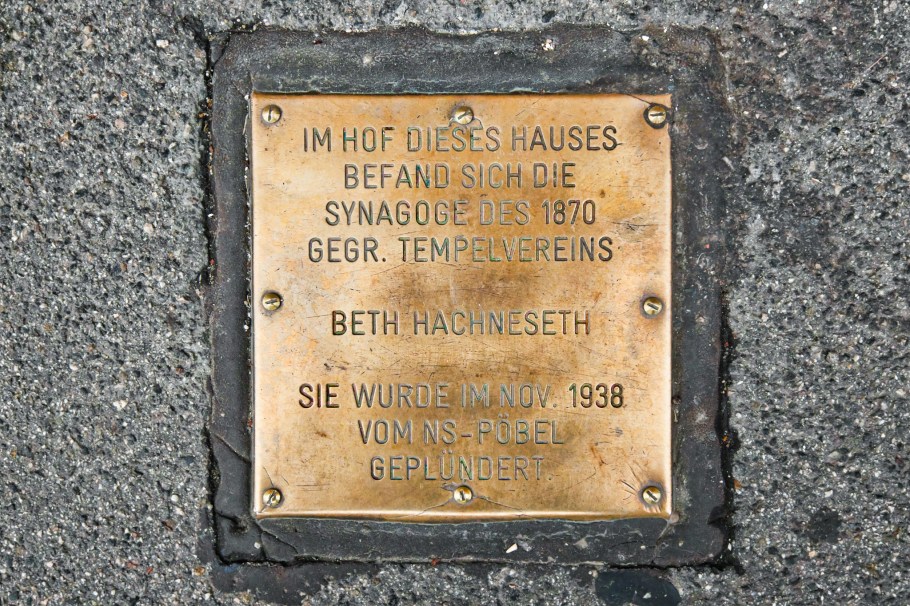 IM HOF DIESES HAUSES
BEFAND SICH DIE
SYNAGOGE DES 1870
GEGR. TEMPELVEREINS
BETH HACHNESETH
SIE WURDE IM NOV. 1938
VOM NS-PÖBEL
GEPLÜNDERT.